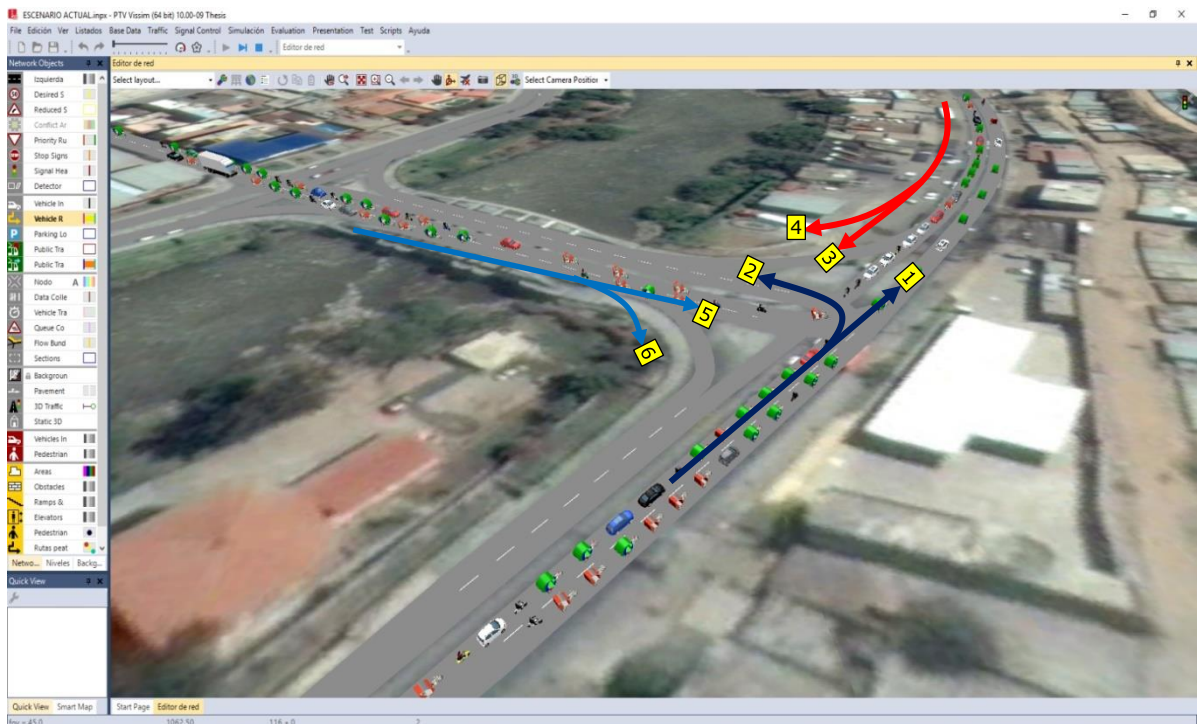 ESCENARIO ACTUAL.inpx - PTV Vissim (64 bit) 10.00-09 Thesis
File Edición Ver Listados Base Data Traffic Signal Control Simulación Evaluation Presentation Test Scripts Ayuda
Editor de red
Network Objects
Editor de red
Select layout...
Select Camera Position
Izquierda
Desired S
Reduced S
Conflict Ar
Priority Ru
Stop Signs
Signal Hea
Detector
Vehicle In
Vehicle R
Parking Lo
Public Tra
Public Tra
Nodo A
Data Colle
Vehicle Tra
Queue Co
Flow Bund
Sections
Backgroun
Pavement
3D Traffic
Static 3D
Vehicles In
Pedestrian
Areas
Obstacles
Ramps &
Elevators
Pedestrian
Rutas peat
Netwo... Niveles Backg...
Quick View
Quick View Smart Map
Start Page Editor de red
4
3
2
1
5
6